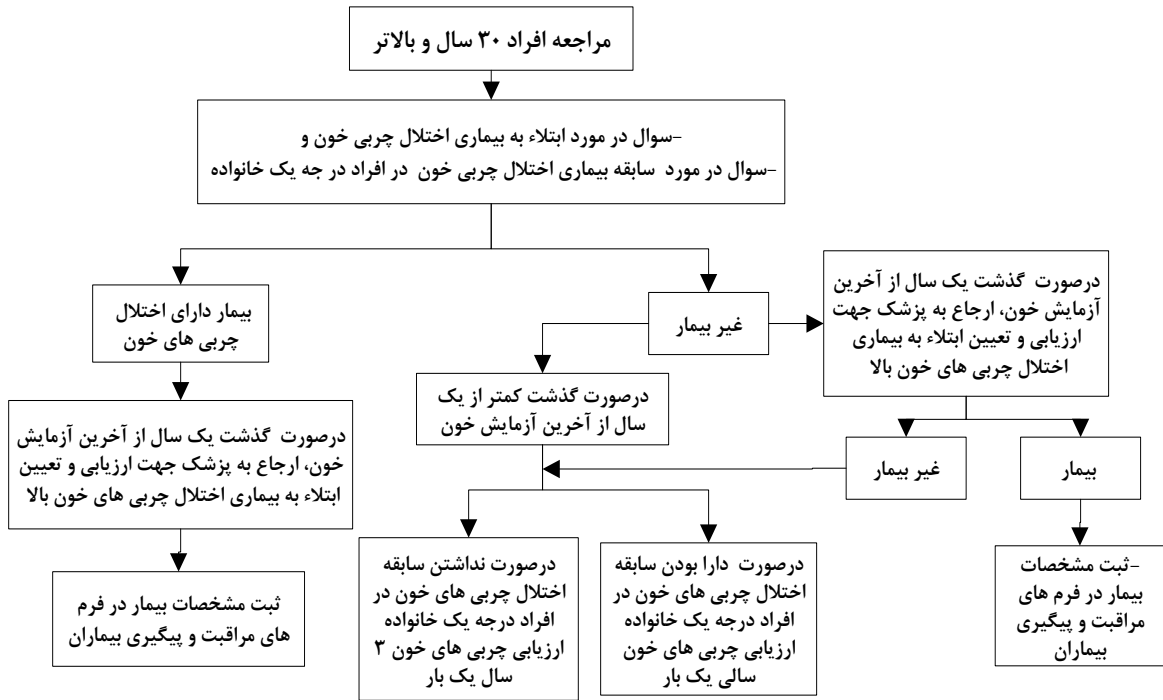 مراجعه افراد ۳۰ سال و بالاتر
-سوال در مورد ابتلاء به بیماری اختلال چربی خون و
-سوال در مورد سابقه بیماری اختلال چربی خون در افراد در جه یک خانواده
بیمار دارای اختلال
چربی های خون
غیر بیمار
درصورت گذشت یک سال از آخرین
آزمایش خون، ارجاع به پزشک جهت
ارزیابی و تعیین ابتلاء به بیماری
اختلال چربی های خون بالا
درصورت گذشت کمتر از یک
سال از آخرین آزمایش خون
درصورت گذشت یک سال از آخرین آزمایش
خون، ارجاع به پزشک جهت ارزیابی و تعیین
ابتلاء به بیماری اختلال چربی های خون بالا
غیر بیمار
بیمار
ثبت مشخصات بیمار در فرم
های مراقبت و پیگیری بیماران
درصورت نداشتن سابقه
اختلال چربی های خون در
افراد درجه یک خانواده
ارزیابی چربی های خون ۳
سال یک بار
درصورت دارا بودن سابقه
اختلال چربی های خون در
افراد درجه یک خانواده
ارزیابی چربی های خون
سالی یک بار
-ثبت مشخصات
بیمار در فرم های
مراقبت و پیگیری
بیماران